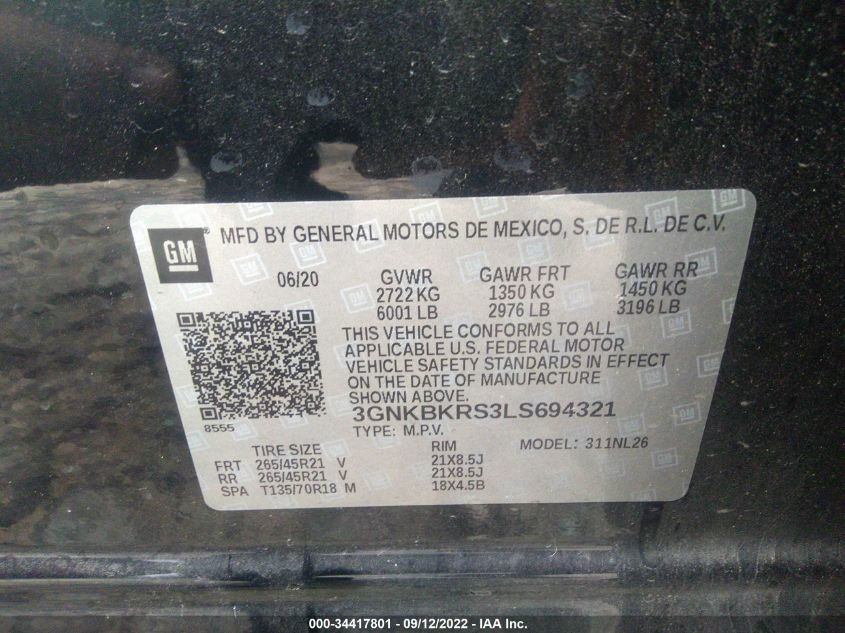 GM ® MFD BY GENERAL MOTORS DE MEXICO, S. DE R.L. DE C.V.
06/20 GVWR GAWR FRT GAWR RR
2722 KG 1350 KG 1450 KG
6001 LB 2976 LB 3196 LB
THIS VEHICLE CONFORMS TO ALL
APPLICABLE U.S. FEDERAL MOTOR
VEHICLE SAFETY STANDARDS IN EFFECT
ON THE DATE OF MANUFACTURE
SHOWN ABOVE.
8555 3GNKBKRS3LS694321
TYPE: M.P.V. MODEL: 311NL26
TIRE SIZE RIM
FRT 265/45R21 V 21X8.5J
RR 265/45R21 V 21X8.5J
SPA T135/70R18 M 18X4.5B
000-34417801 - 09/12/2022 - IAA Inc.